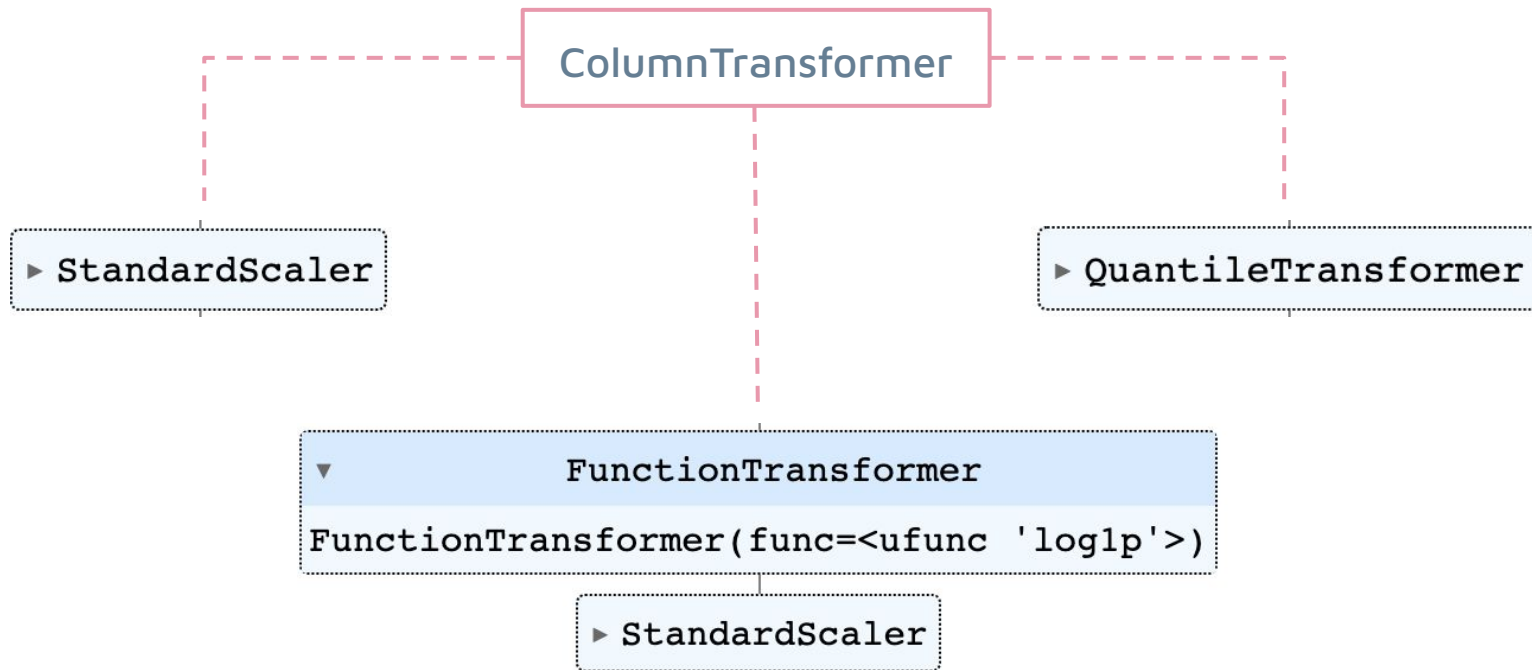 ColumnTransformer
StandardScaler
QuantileTransformer
FunctionTransformer
FunctionTransformer(func=<ufunc 'log1p'>)
StandardScaler